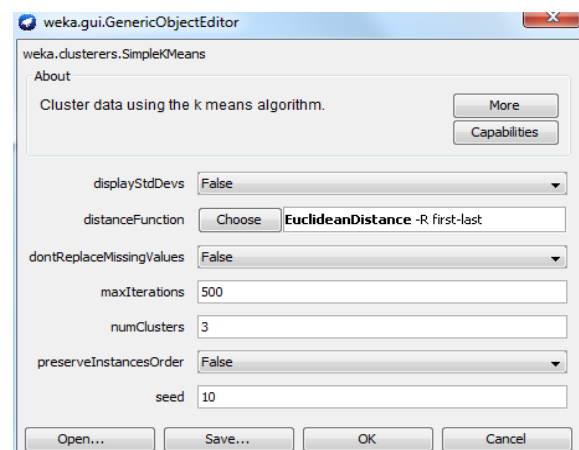 weka.gui.GenericObjectEditor
weka.clusterers.SimpleKMeans
About
Cluster data using the k means algorithm.
More
Capabilities
displayStdDevs False
distanceFunction Choose EuclideanDistance -R first-last
dontReplaceMissingValues False
maxIterations 500
numClusters 3
preserveInstancesOrder False
seed 10
Open... Save... OK Cancel